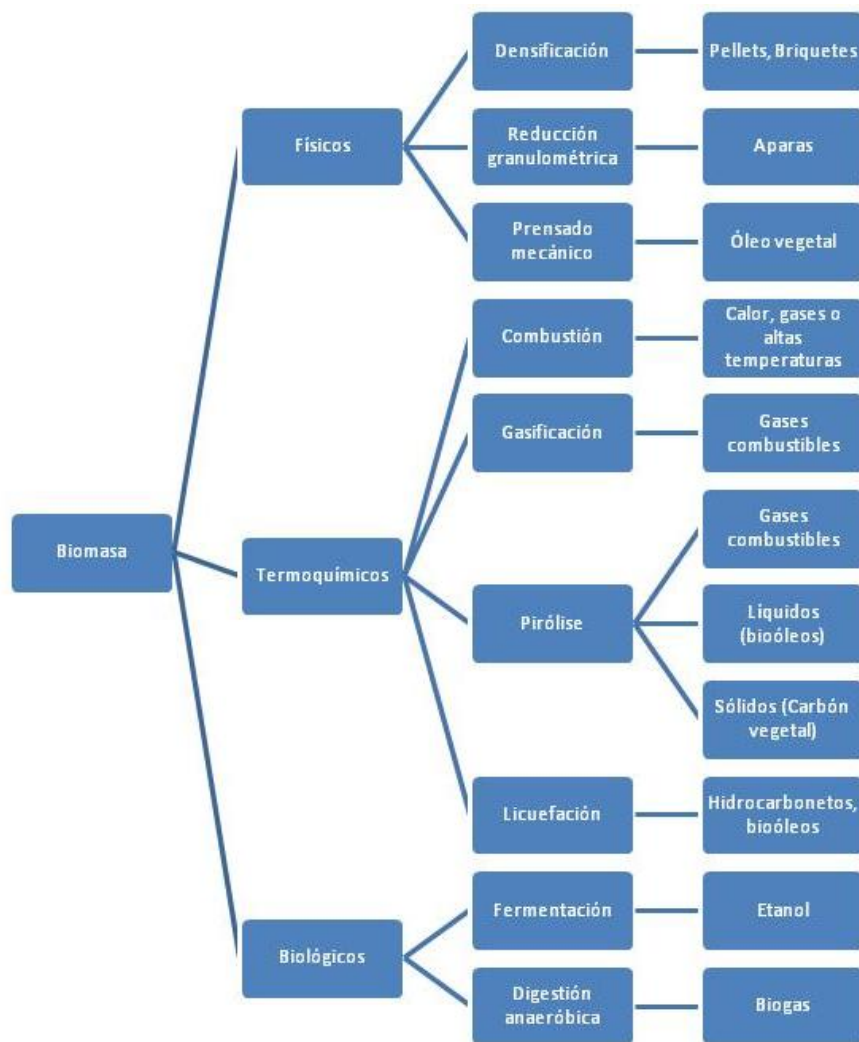 Densificación
Pellets, Briquetes
Físicos
Reducción
granulométrica
Aparas
Prensado
mecánico
Óleo vegetal
Combustión
Calor, gases o
altas
temperaturas
Gasificación
Gases
combustibles
Biomasa
Termoquímicos
Pirólise
Gases
combustibles
Líquidos
(bioóleos)
Sólidos (Carbón
vegetal)
Licuefación
Hidrocarbonetos,
bioóleos
Biológicos
Fermentación
Etanol
Digestión
anaeróbica
Biogas